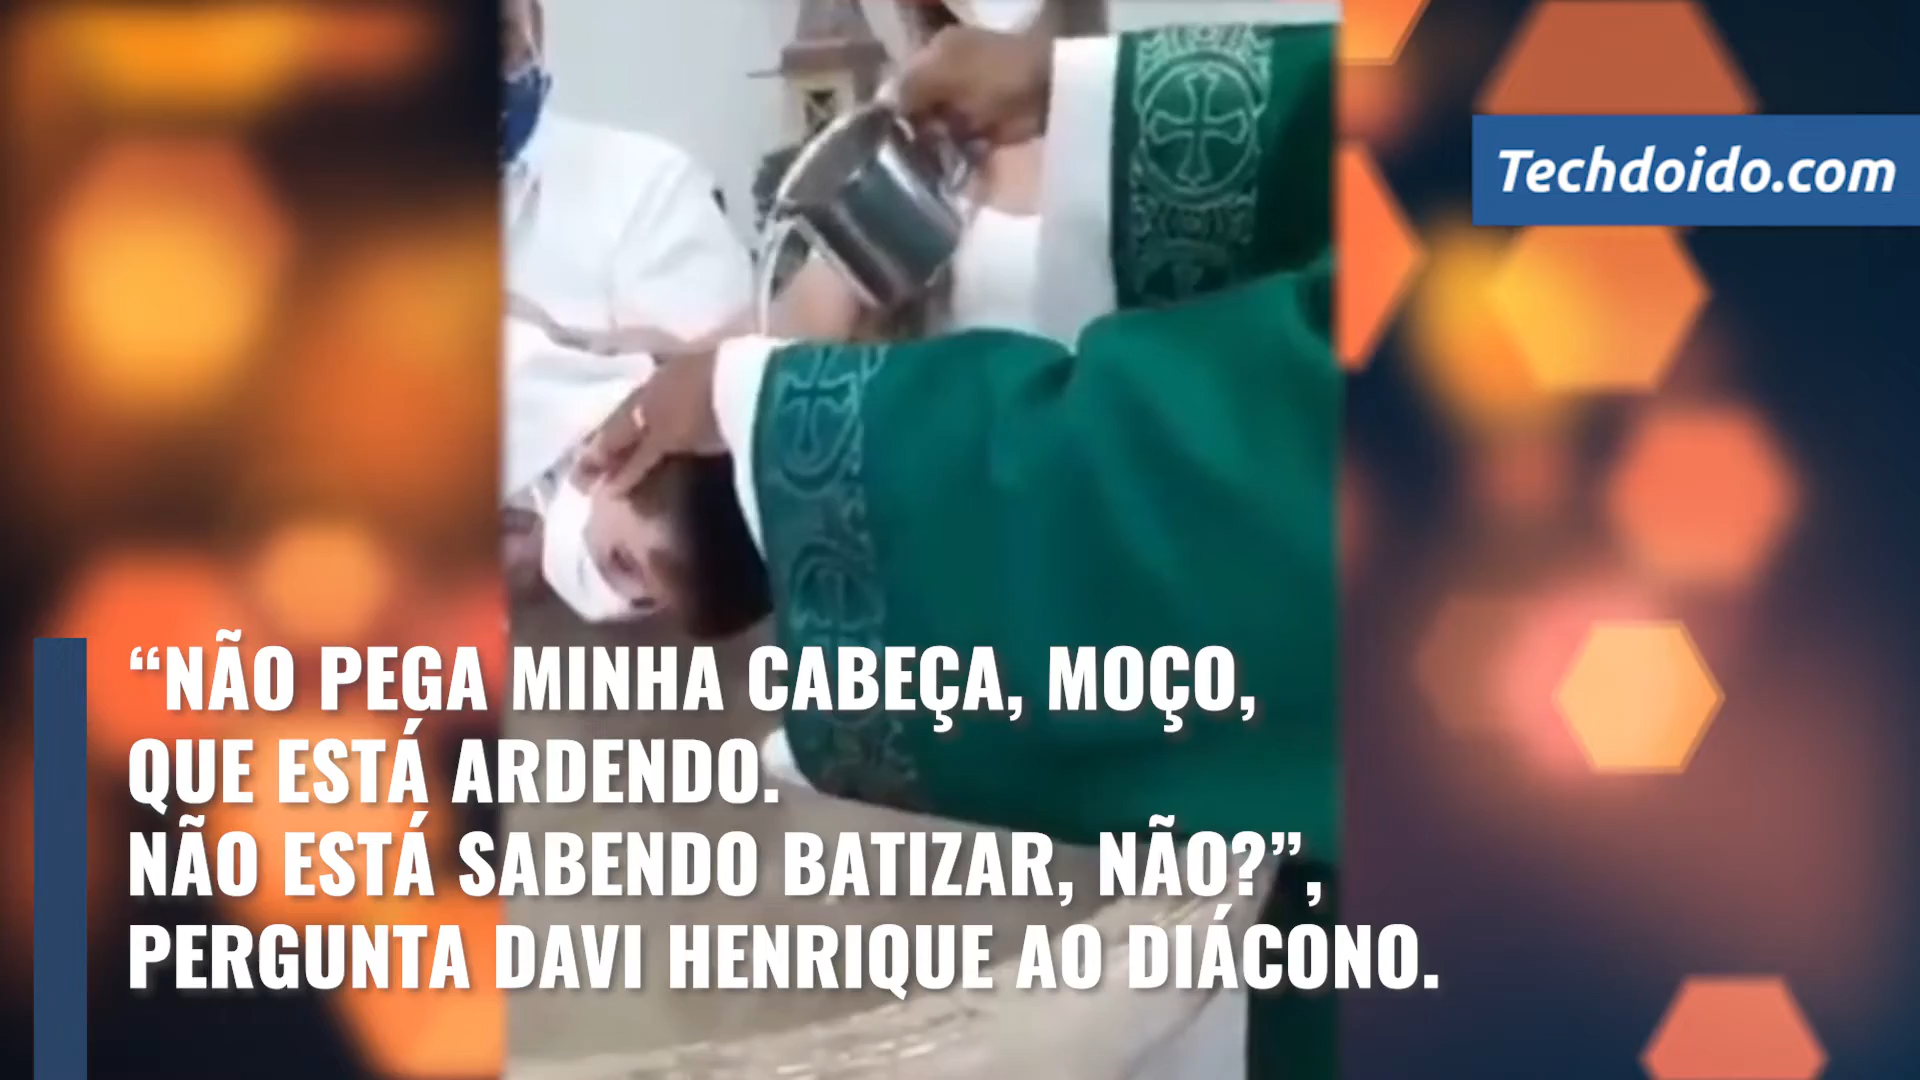 Techdoido.com
“NÃO PEGA MINHA CABEÇA, MOÇO,
QUE ESTÁ ARDENDO.
NÃO ESTÁ SABENDO BATIZAR, NÃO?”,
PERGUNTA DAVI HENRIQUE AO DIÁCONO.